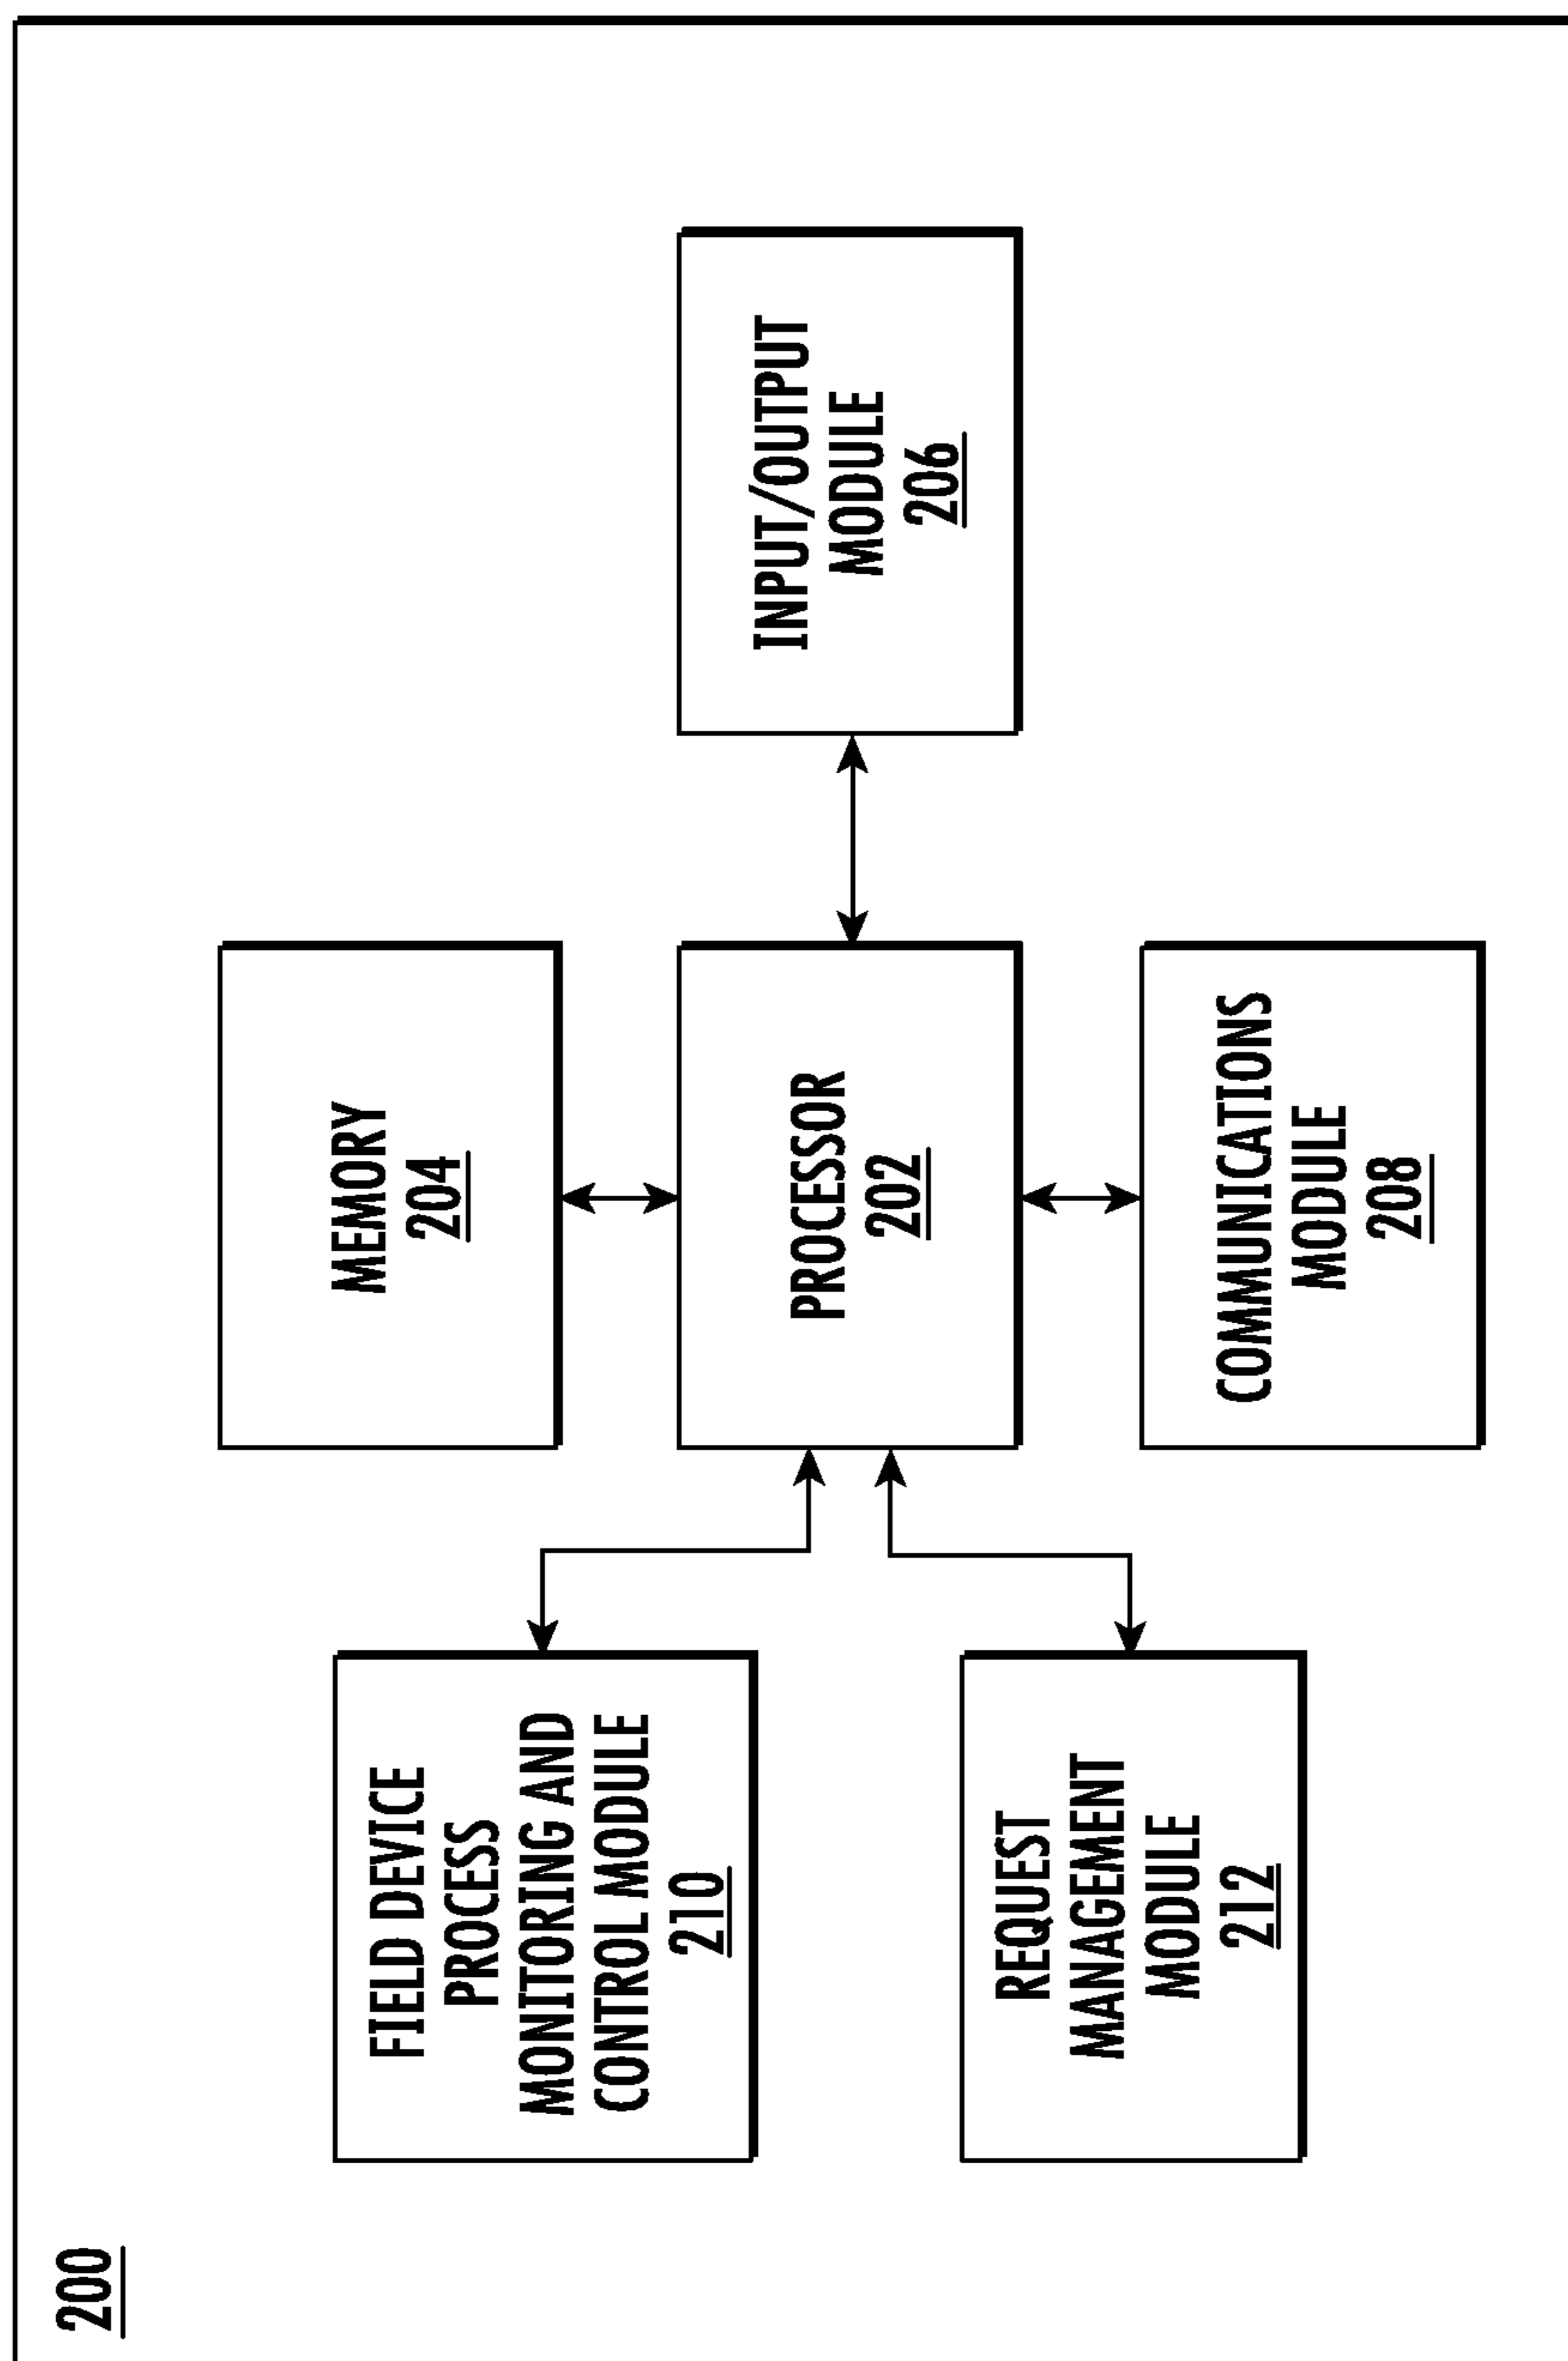 200
MEMORY
204
FIELD DEVICE
PROCESS
MONITORING AND
CONTROL MODULE
210
PROCESSOR
202
INPUT/OUTPUT
MODULE
206
REQUEST
MANAGEMENT
MODULE
212
COMMUNICATIONS
MODULE
208